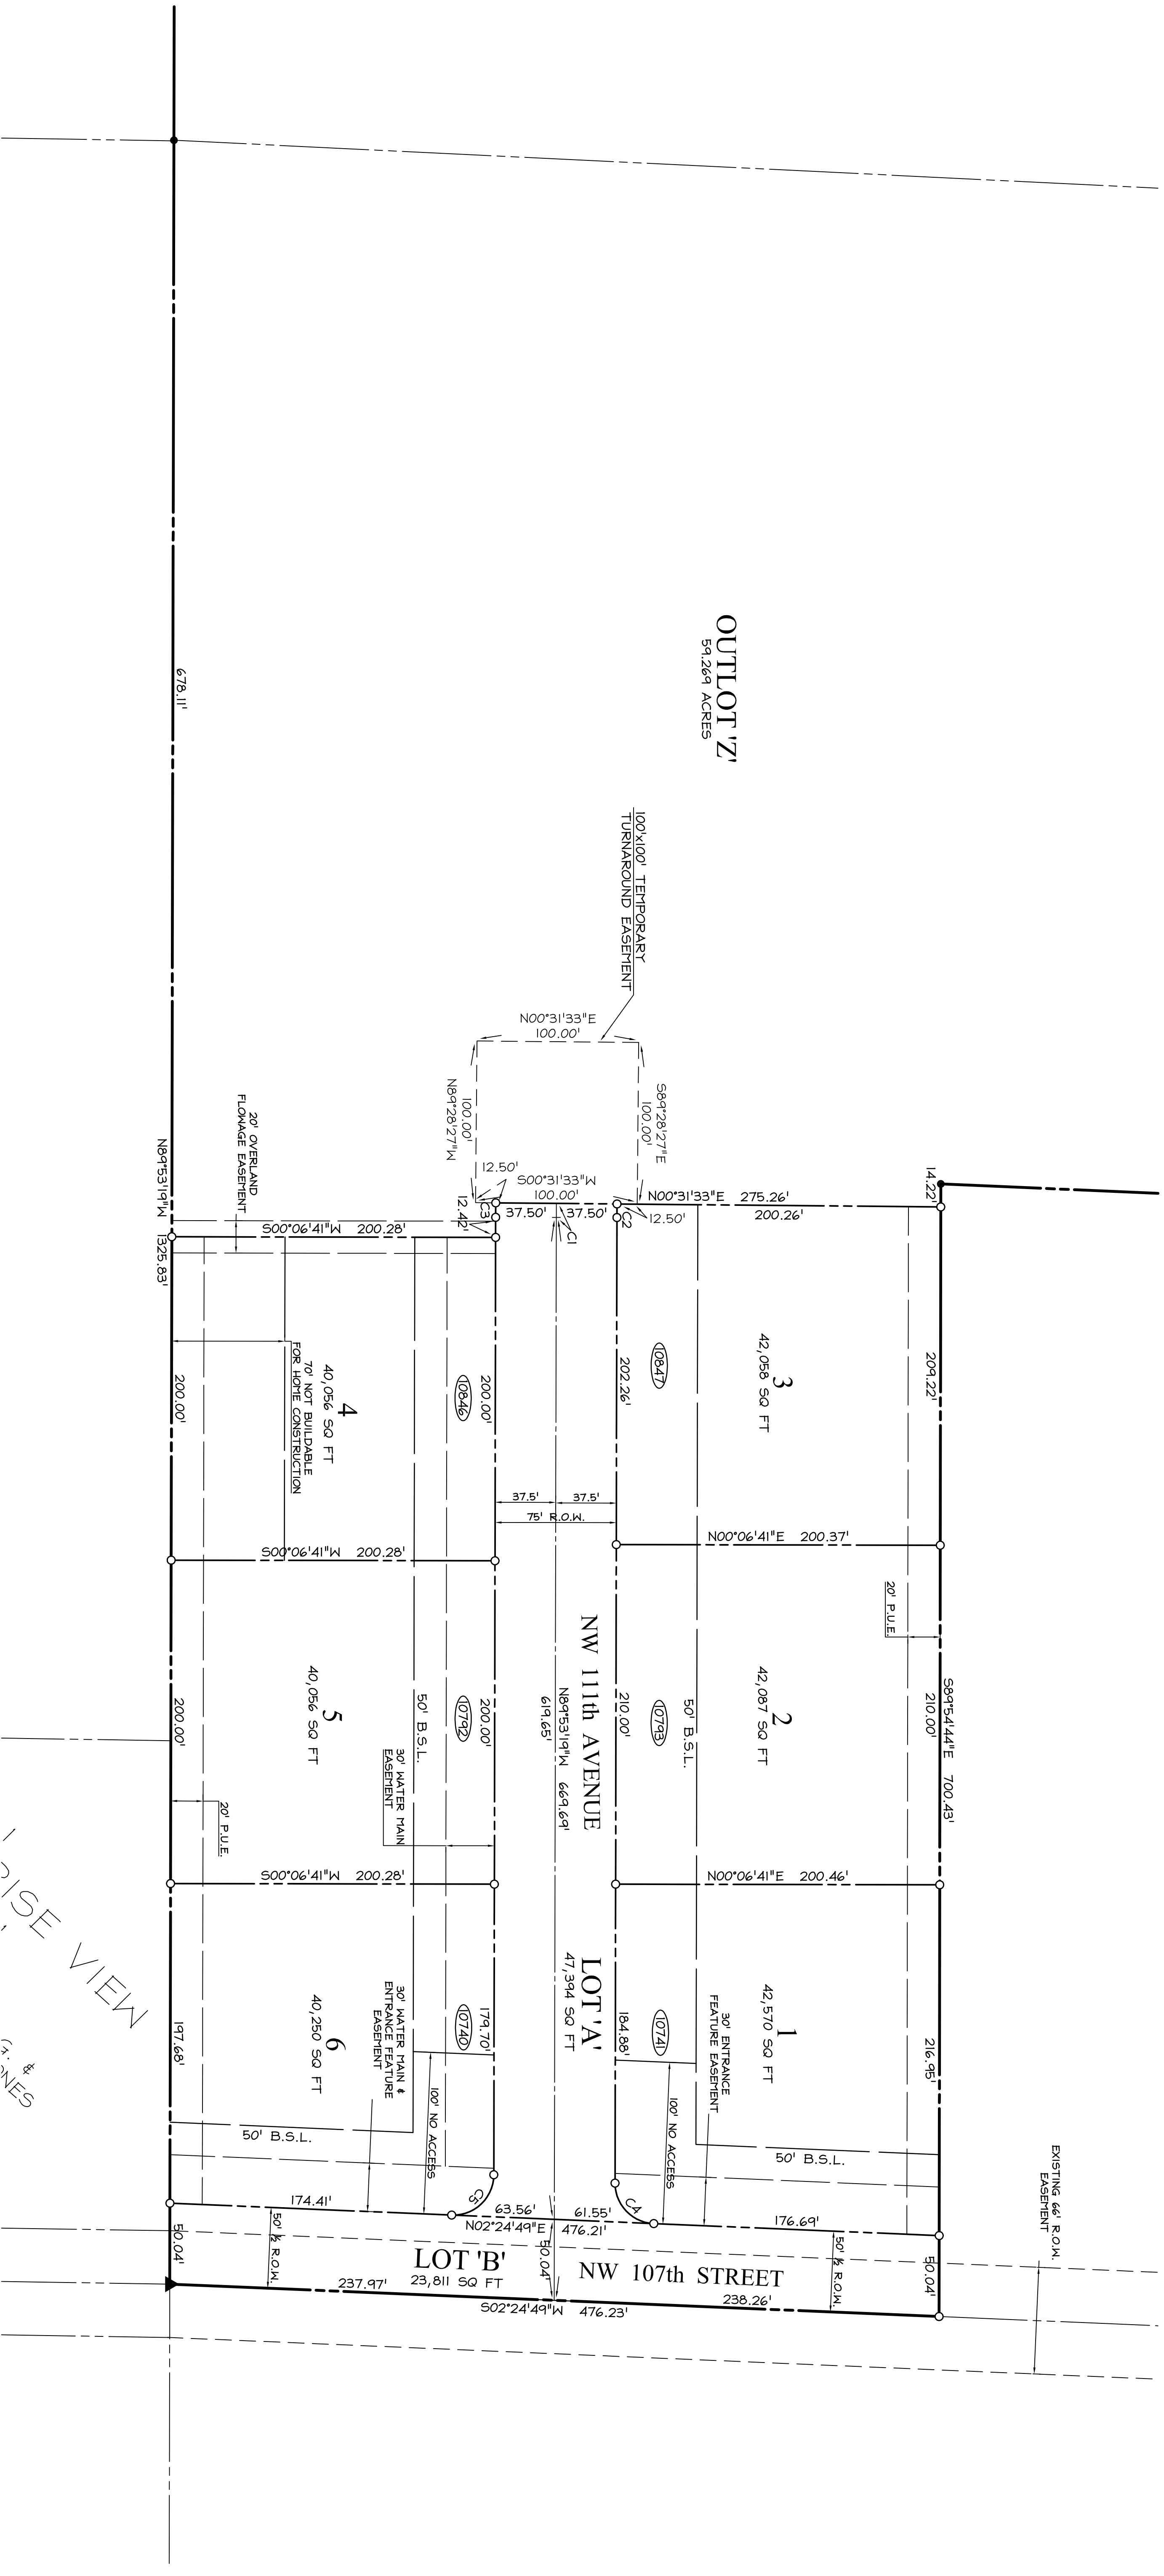 OUTLOT 'Z'
59.269 ACRES
678.11'
100'x100' TEMPORARY
TURNAROUND EASEMENT
N00°31'33"E
100.00'
S89°28'27"E
100.00'
100.00'
N89°28'27"W
12.50'
S00°31'33"W
100.00'
37.50'
37.50'
12.50'
C1
C2
C3
12.42'
N00°31'33"E 275.26'
200.26'
14.22'
20' OVERLAND
FLOWAGE EASEMENT
N89°53'19"W 1325.83'
S00°06'41"W 200.28'
3
42,058 SQ FT
209.22'
202.26'
10847
4
40,056 SQ FT
70' NOT BUILDABLE
FOR HOME CONSTRUCTION
200.00'
200.00'
10846
37.5'
37.5'
75' R.O.W.
N00°06'41"E 200.37'
S00°06'41"W 200.28'
20' P.U.E.
S89°54'44"E 700.43'
2
42,087 SQ FT
210.00'
210.00'
10793
50' B.S.L.
NW 111th AVENUE
N89°53'19"W 669.69'
619.65'
5
40,056 SQ FT
200.00'
200.00'
10792
50' B.S.L.
30' WATER MAIN
EASEMENT
20' P.U.E.
N00°06'41"E 200.46'
S00°06'41"W 200.28'
LOT 'A'
47,394 SQ FT
1
42,570 SQ FT
216.95'
184.88'
10741
30' ENTRANCE
FEATURE EASEMENT
100' NO ACCESS
50' B.S.L.
6
40,250 SQ FT
197.68'
179.70'
10740
30' WATER MAIN &
ENTRANCE FEATURE
EASEMENT
100' NO ACCESS
50' B.S.L.
C4
C5
174.41'
63.56'
61.55'
176.69'
N02°24'49"E 476.21'
50' ½ R.O.W.
50' ½ R.O.W.
50.04'
50.04'
50.04'
LOT 'B'
23,811 SQ FT
NW 107th STREET
237.97'
238.26'
S02°24'49"W 476.23'
EXISTING 66' R.O.W.
EASEMENT
VIEW
&